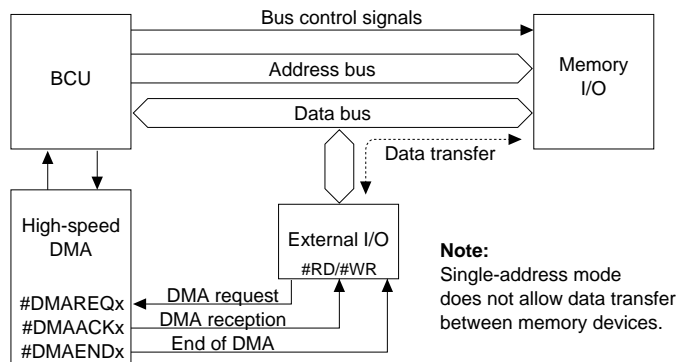 Bus control signals
BCU
Address bus
Memory
I/O
Data bus
Data transfer
High-speed
DMA
External I/O
#RD/#WR
#DMAREQx
DMA request
#DMAACKx
DMA reception
#DMAENDx
End of DMA
Note:
Single-address mode
does not allow data transfer
between memory devices.